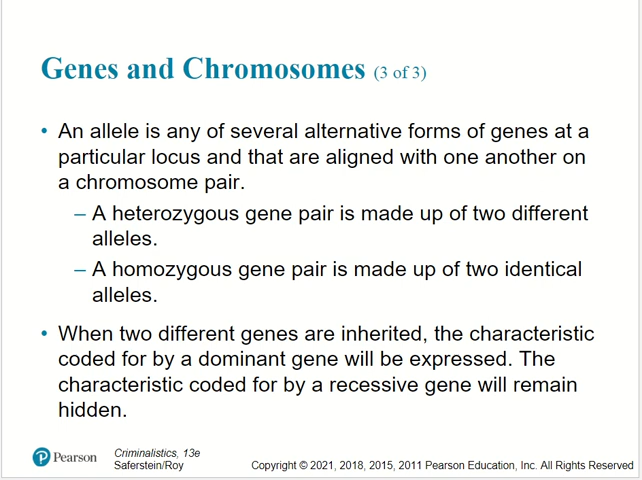 Genes and Chromosomes (3 of 3)
• An allele is any of several alternative forms of genes at a
particular locus and that are aligned with one another on
a chromosome pair.
– A heterozygous gene pair is made up of two different
alleles.
– A homozygous gene pair is made up of two identical
alleles.
• When two different genes are inherited, the characteristic
coded for by a dominant gene will be expressed. The
characteristic coded for by a recessive gene will remain
hidden.
Pearson
Criminalistics, 13e
Saferstein/Roy
Copyright © 2021, 2018, 2015, 2011 Pearson Education, Inc. All Rights Reserved